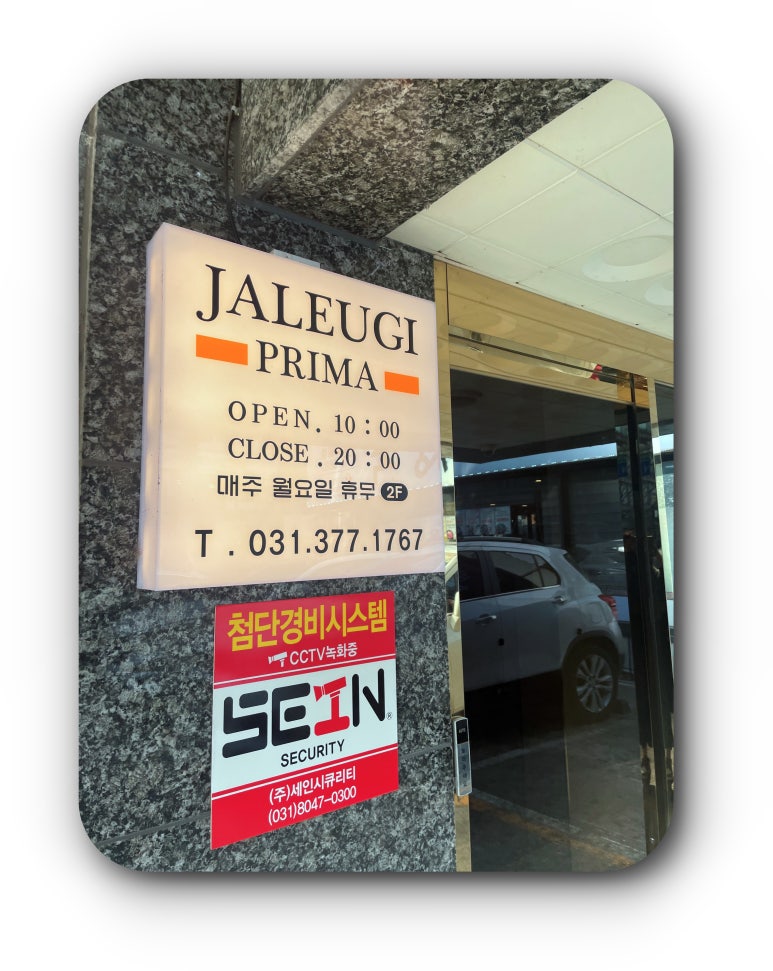 JALEUGI
PRIMA
OPEN. 10 : 00
CLOSE . 20 : 00
매주 월요일 휴무 2F
T . 031.377.1767
첨단경비시스템
CCTV녹화중
SEIN®
SECURITY
(주)세인시큐리티
(031)8047-0300